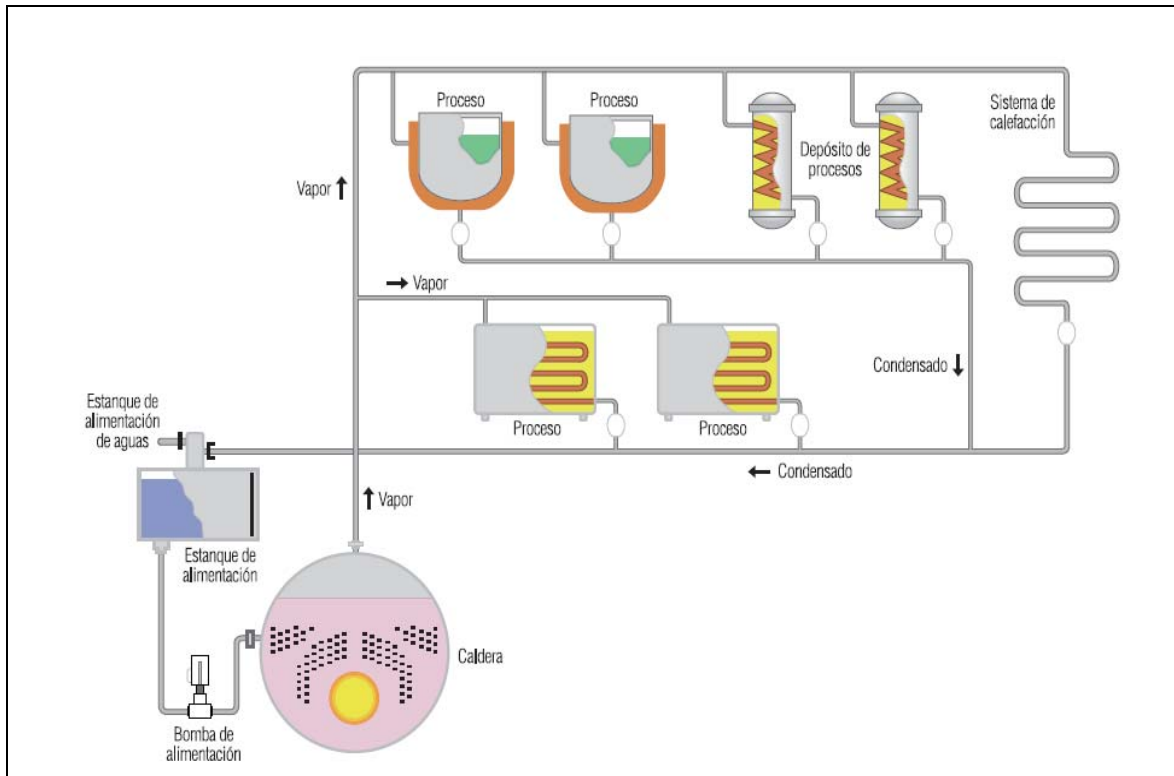 Proceso
Proceso
Sistema de
calefacción
Depósito de
procesos
Vapor
Vapor
Condensado
Estanque de
alimentación
de aguas
Proceso
Proceso
Condensado
Vapor
Estanque de
alimentación
Caldera
Bomba de
alimentación